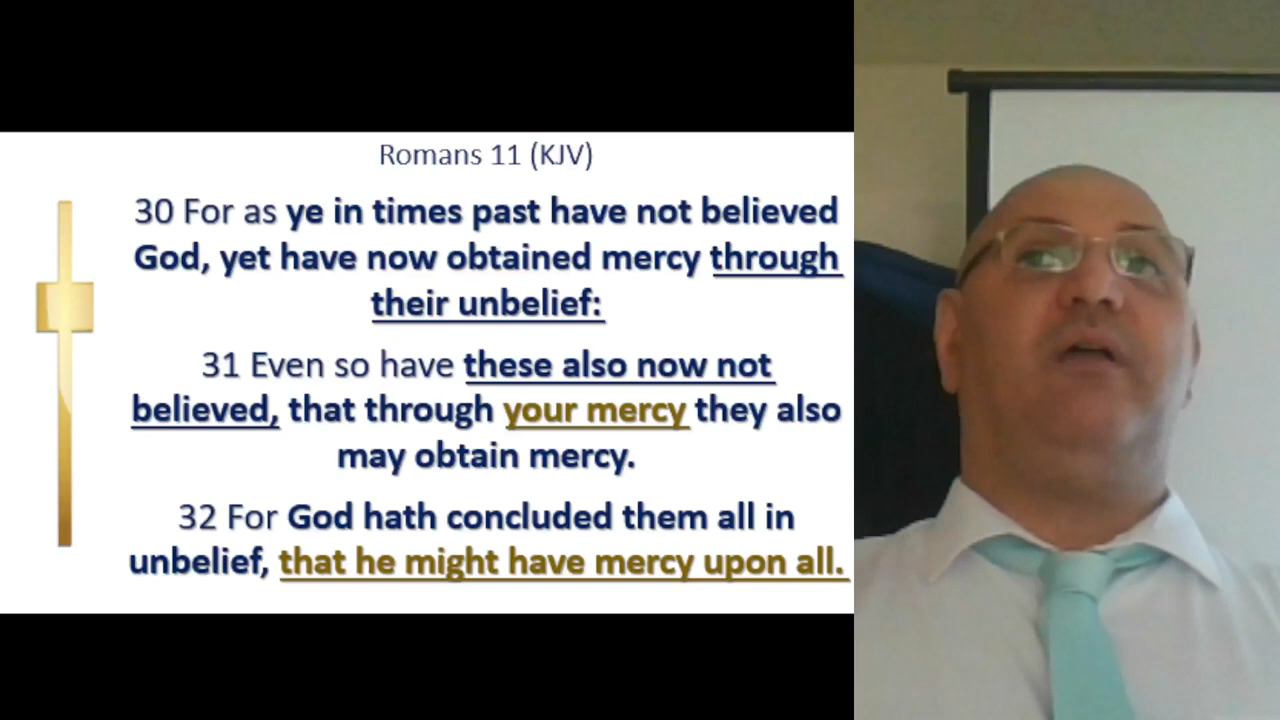 Romans 11 (KJV)
30 For as ye in times past have not believed
God, yet have now obtained mercy through
their unbelief:
31 Even so have these also now not
believed, that through your mercy they also
may obtain mercy.
32 For God hath concluded them all in
unbelief, that he might have mercy upon all.